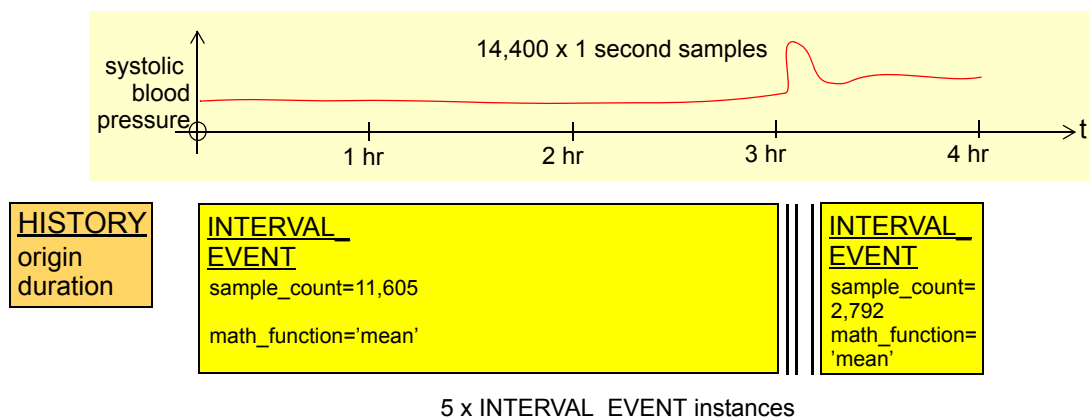 14,400 x 1 second samples
systolic
blood
pressure
t
1 hr
2 hr
3 hr
4 hr
HISTORY
origin
duration
INTERVAL_
EVENT
sample_count=11,605
math_function=’mean’
INTERVAL_
EVENT
sample_count=
2,792
math_function=
’mean’
5 x INTERVAL_EVENT instances